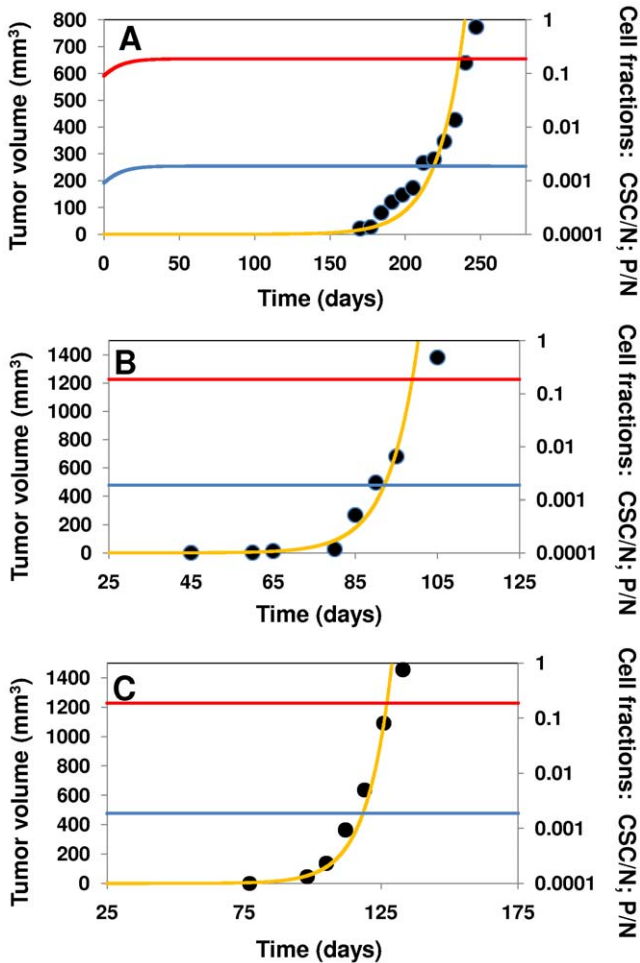 A
Tumor volume (mm³)
800
700
600
500
400
300
200
100
0
1
0.1
0.01
0.001
0.0001
Cell fractions: CSC/N; P/N
0 50 100 150 200 250
Time (days)
B
Tumor volume (mm³)
1400
1200
1000
800
600
400
200
0
1
0.1
0.01
0.001
0.0001
Cell fractions: CSC/N; P/N
25 45 65 85 105 125
Time (days)
C
Tumor volume (mm³)
1400
1200
1000
800
600
400
200
0
1
0.1
0.01
0.001
0.0001
Cell fractions: CSC/N; P/N
25 75 125 175
Time (days)